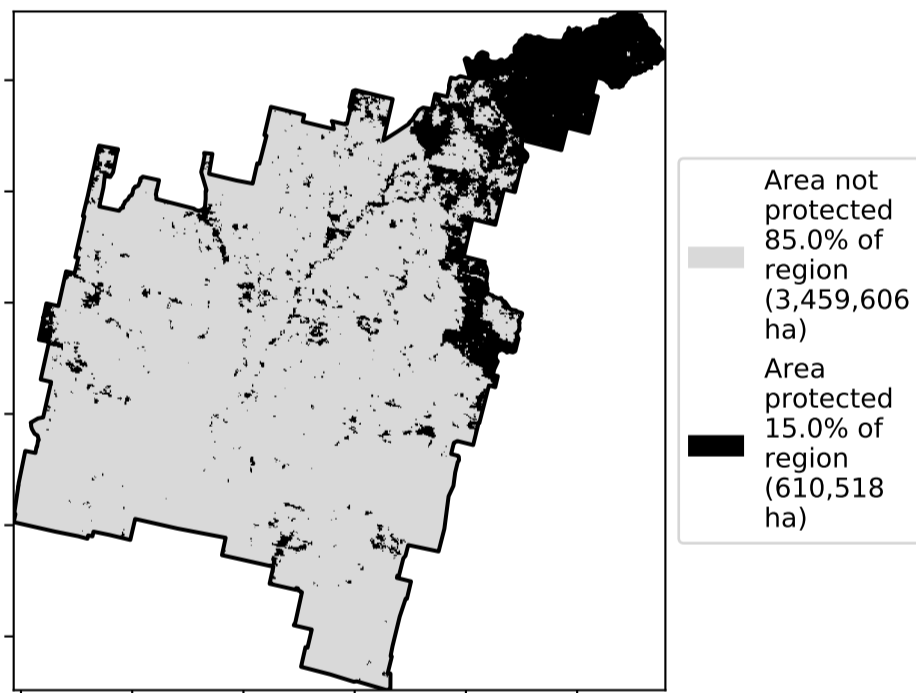 Area not
protected
85.0% of
region
(3,459,606
ha)
Area
protected
15.0% of
region
(610,518
ha)